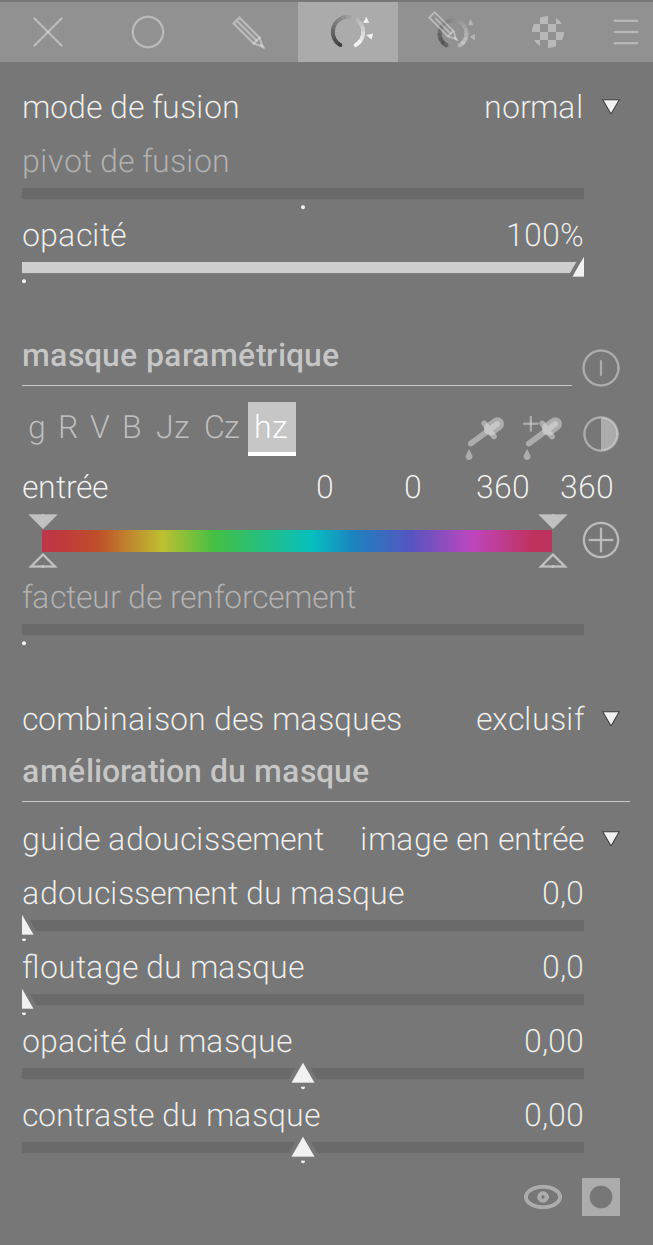 mode de fusion normal
pivot de fusion
opacité 100%
masque paramétrique
g R V B Jz Cz hz
entrée 0 0 360 360
facteur de renforcement
combinaison des masques exclusif
amélioration du masque
guide adoucissement image en entrée
adoucissement du masque 0,0
floutage du masque 0,0
opacité du masque 0,00
contraste du masque 0,00